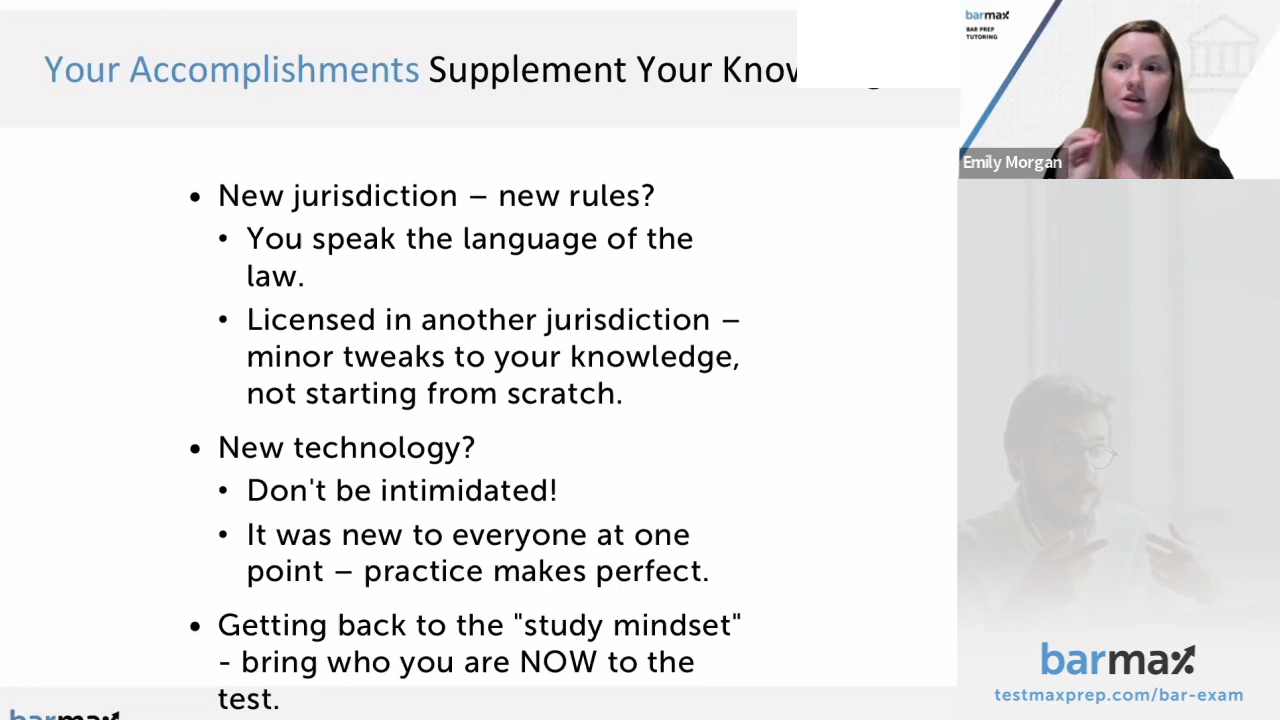 Your Accomplishments Supplement Your
• New jurisdiction – new rules?
• You speak the language of the
law.
• Licensed in another jurisdiction –
minor tweaks to your knowledge,
not starting from scratch.
• New technology?
• Don't be intimidated!
• It was new to everyone at one
point – practice makes perfect.
• Getting back to the "study mindset"
- bring who you are NOW to the
test.
barmax
BAR PREP
TUTORING
Emily Morgan
barmax
testmaxprep.com/bar-exam
barmax